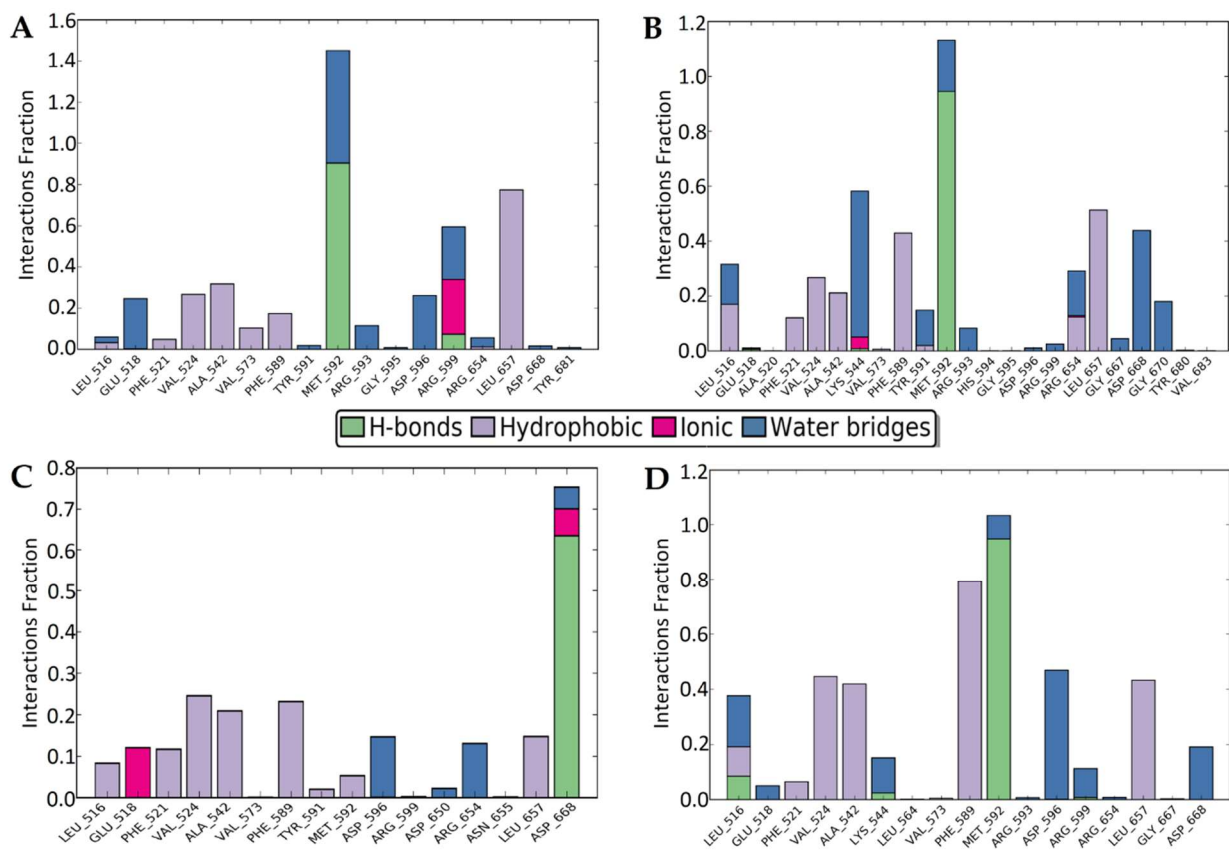 A
Interactions Fraction
1.6
1.4
1.2
1.0
0.8
0.6
0.4
0.2
0.0
LEU_516 GLU_518 PHE_521 VAL_524 ALA_542 VAL_573 PHE_589 TYR_591 MET_592 ARG_593 GLY_595 ASP_596 ARG_599 ARG_654 LEU_657 ASP_668 TYR_681
B
Interactions Fraction
1.2
1.0
0.8
0.6
0.4
0.2
0.0
LEU_516 GLU_518 ALA_520 PHE_521 VAL_524 ALA_542 LYS_544 VAL_573 PHE_589 TYR_591 MET_592 ARG_593 HIS_594 GLY_595 ASP_596 ARG_599 ARG_654 LEU_657 GLY_667 ASP_668 GLY_670 TYR_680 VAL_683
H-bonds Hydrophobic Ionic Water bridges
C
Interactions Fraction
0.8
0.7
0.6
0.5
0.4
0.3
0.2
0.1
0.0
LEU_516 GLU_518 PHE_521 VAL_524 ALA_542 VAL_573 PHE_589 TYR_591 MET_592 ASP_596 ARG_599 ASP_650 ARG_654 ASN_655 LEU_657 ASP_668
D
Interactions Fraction
1.2
1.0
0.8
0.6
0.4
0.2
0.0
LEU_516 GLU_518 PHE_521 VAL_524 ALA_542 LYS_544 LEU_564 VAL_573 PHE_589 MET_592 ARG_593 ASP_596 ARG_599 ARG_654 LEU_657 GLY_667 ASP_668